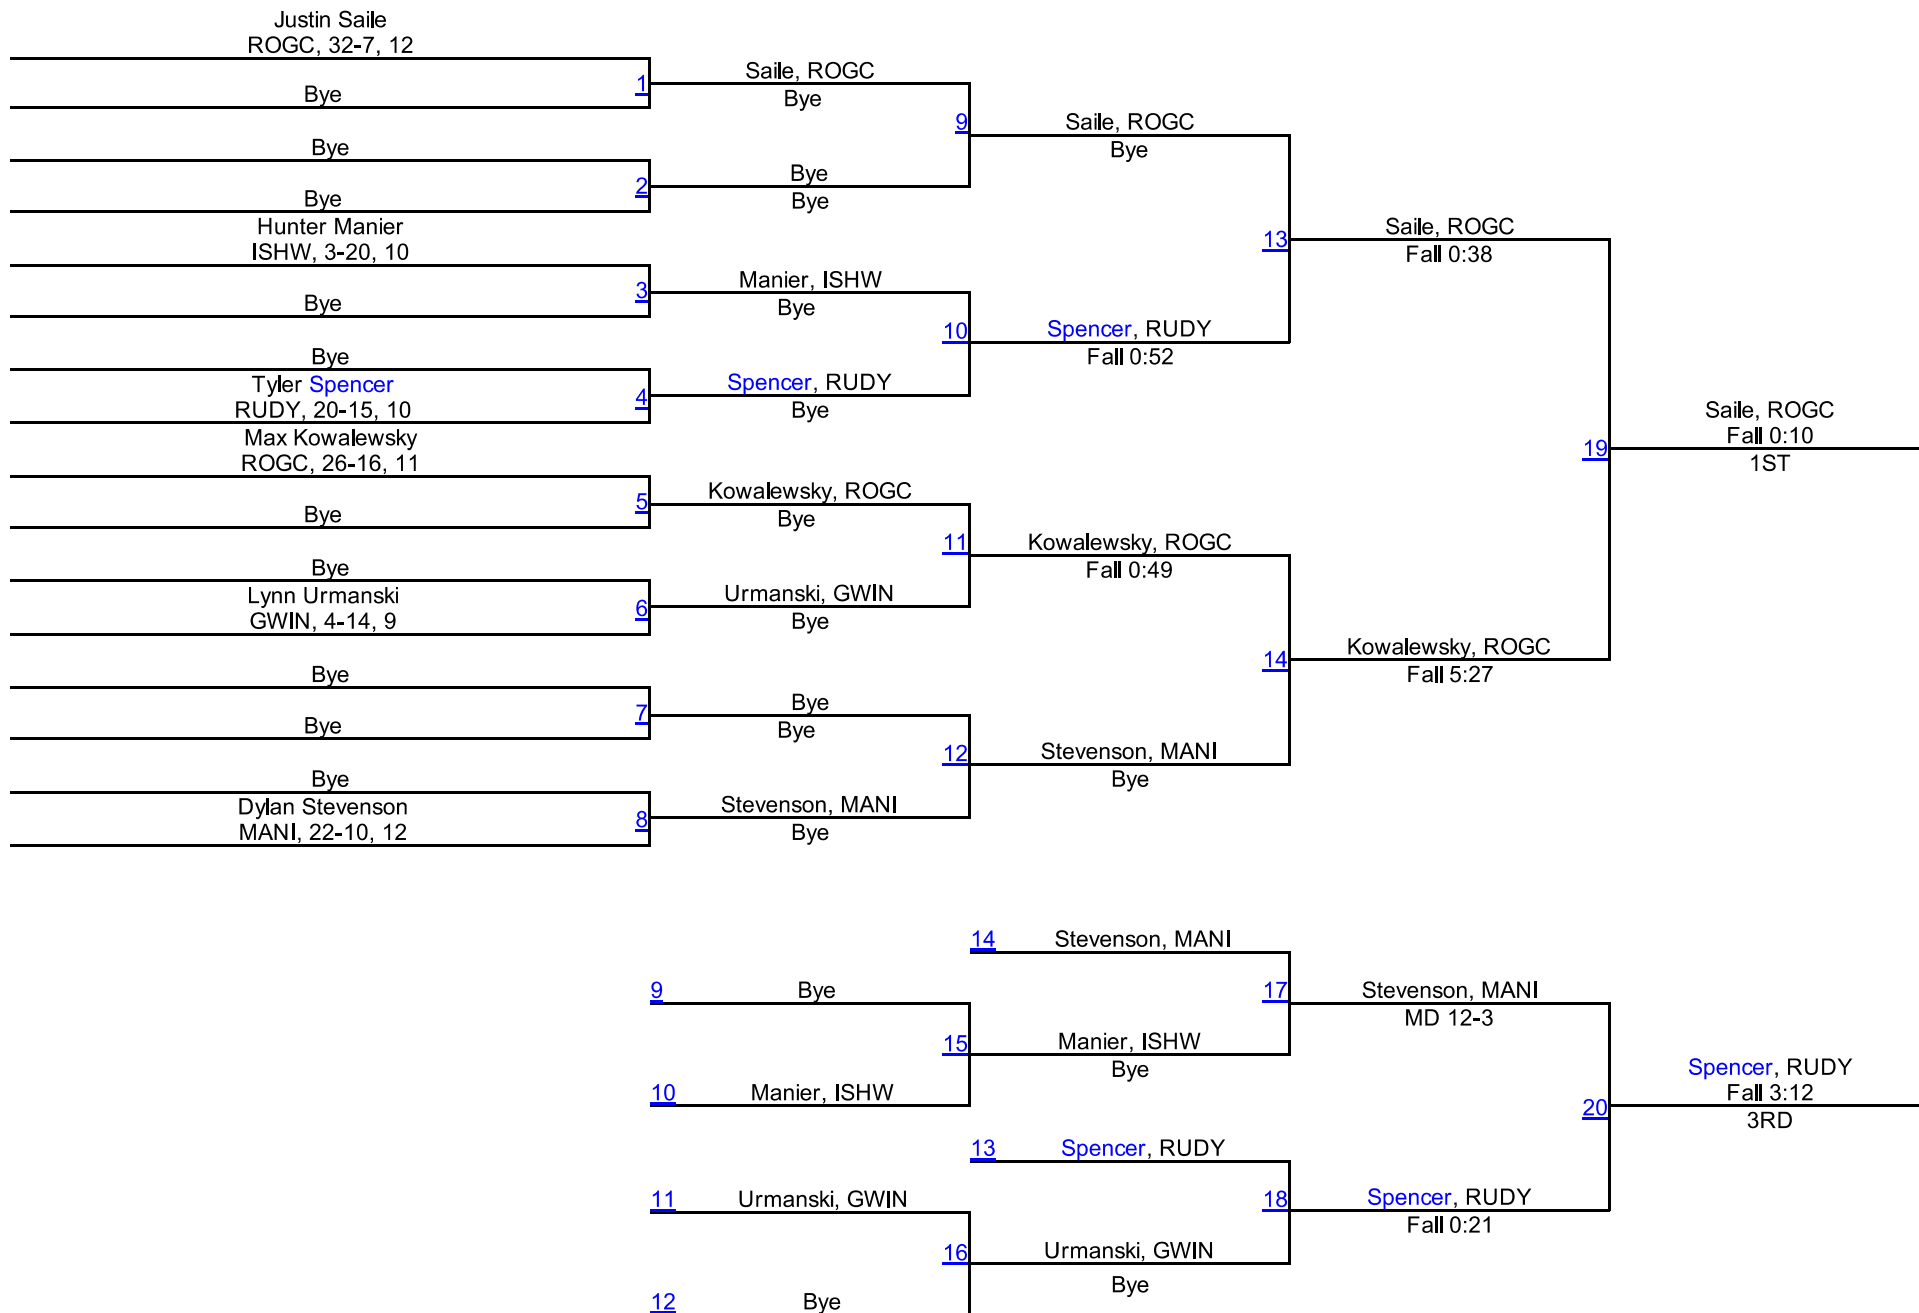 Justin Saile
ROGC, 32-7, 12
Bye
1
Bye
Bye
2
Hunter Manier
ISHW, 3-20, 10
Bye
3
Bye
Tyler Spencer
RUDY, 20-15, 10
4
Max Kowalewsky
ROGC, 26-16, 11
Bye
5
Bye
Lynn Urmanski
GWIN, 4-14, 9
6
Bye
Bye
7
Bye
Dylan Stevenson
MANI, 22-10, 12
8
Saile, ROGC
Bye
9
Bye
Bye
Manier, ISHW
Bye
10
Spencer, RUDY
Bye
Kowalewsky, ROGC
Bye
11
Urmanski, GWIN
Bye
Bye
Bye
12
Stevenson, MANI
Bye
Saile, ROGC
Bye
13
Spencer, RUDY
Fall 0:52
Kowalewsky, ROGC
Fall 0:49
14
Stevenson, MANI
Bye
Saile, ROGC
Fall 0:38
19
Kowalewsky, ROGC
Fall 5:27
Saile, ROGC
Fall 0:10
1ST
9 Bye
15
10 Manier, ISHW
11 Urmanski, GWIN
16
12 Bye
14 Stevenson, MANI
17
Manier, ISHW
Bye
13 Spencer, RUDY
18
Urmanski, GWIN
Bye
Stevenson, MANI
MD 12-3
20
Spencer, RUDY
Fall 0:21
Spencer, RUDY
Fall 3:12
3RD